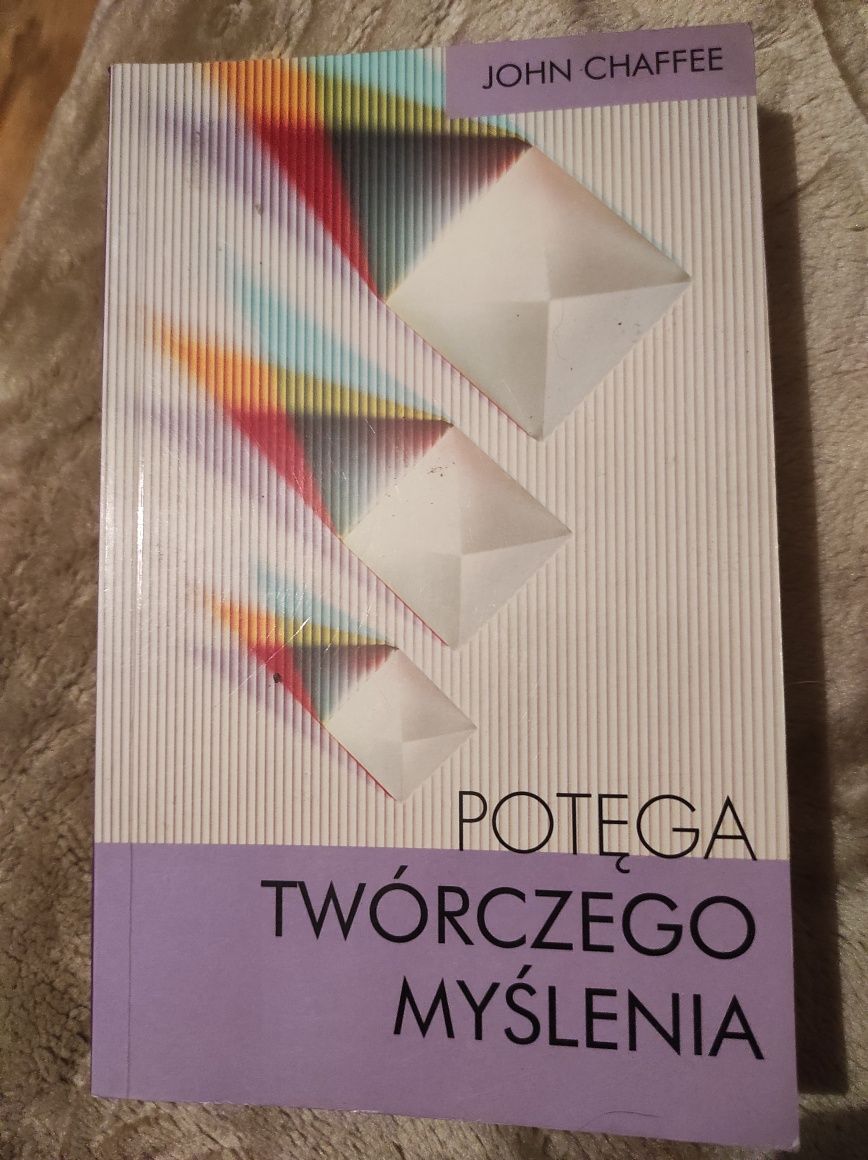 JOHN CHAFFEE
POTĘGA
TWÓRCZEGO
MYŚLENIA